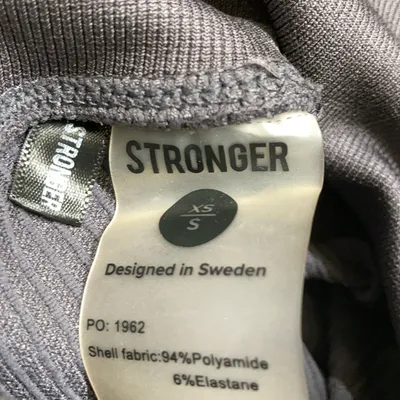 STRONGER
STRONGER
XS
S
Designed in Sweden
PO: 1962
Shell fabric:94%Polyamide
6%Elastane